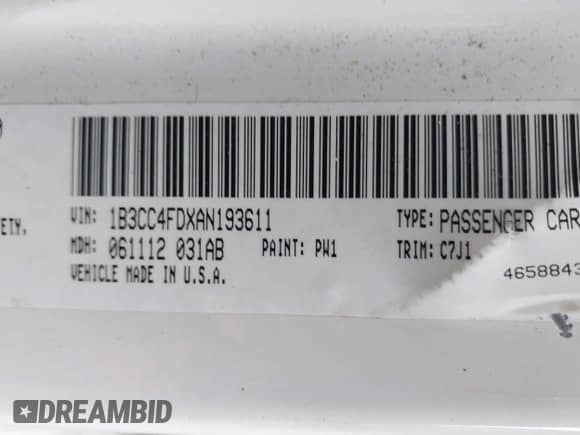 VIN: 1B3CC4FDXAN193611 TYPE: PASSENGER CAR
ETY,
MDH: 061112 031AB PAINT: PW1 TRIM: C7J1
VEHICLE MADE IN U.S.A. 4658843
DREAMBID